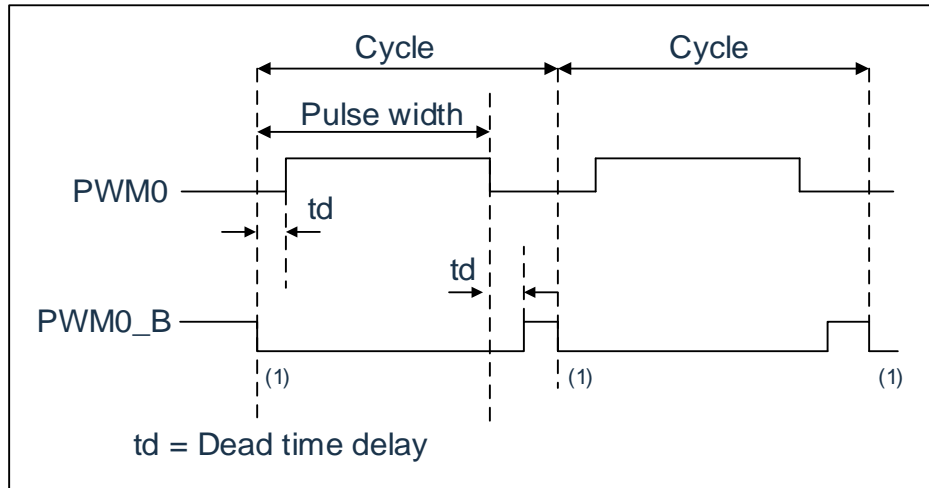 Cycle
Cycle
Pulse width
PWM0
td
td
PWM0_B
(1)
(1)
(1)
td = Dead time delay